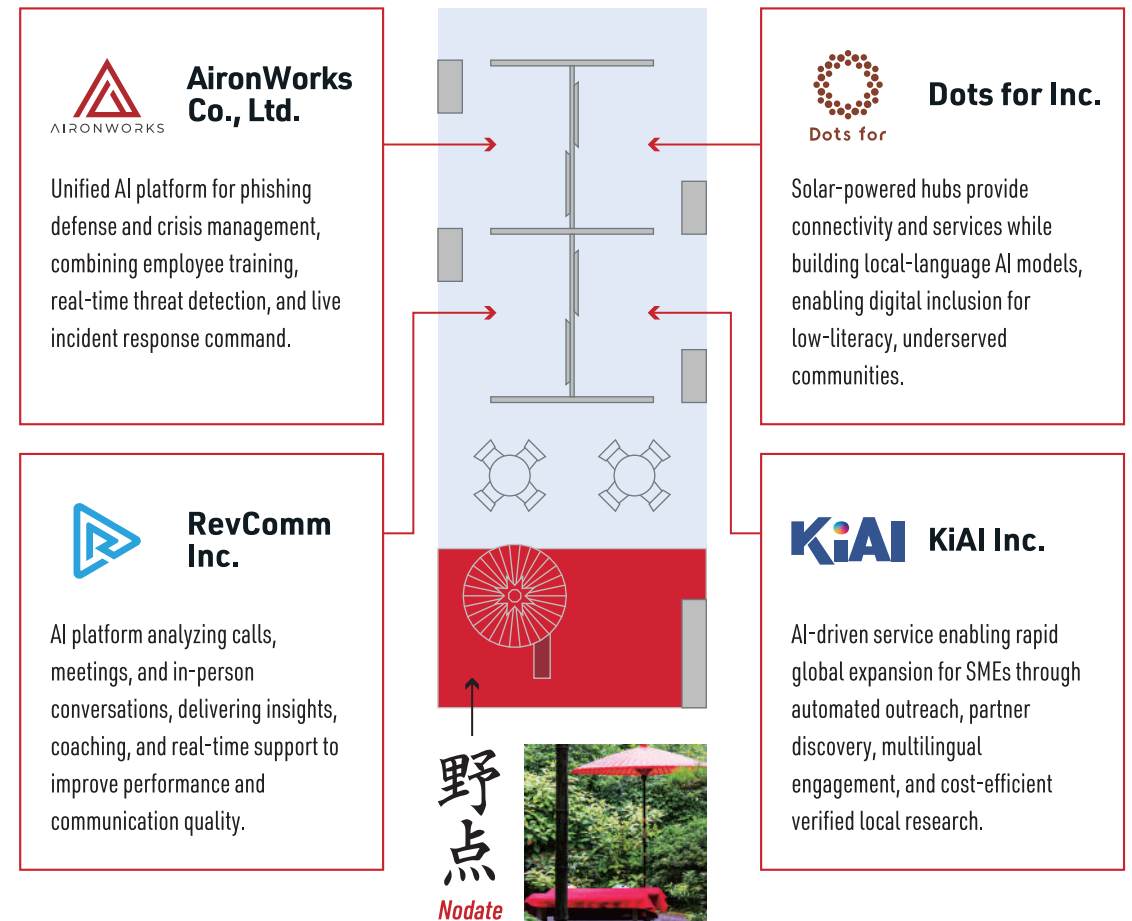 AIRONWORKS
AironWorks
Co., Ltd.
Unified AI platform for phishing
defense and crisis management,
combining employee training,
real-time threat detection, and live
incident response command.
Dots for
Dots for Inc.
Solar-powered hubs provide
connectivity and services while
building local-language AI models,
enabling digital inclusion for
low-literacy, underserved
communities.
RevComm
Inc.
AI platform analyzing calls,
meetings, and in-person
conversations, delivering insights,
coaching, and real-time support to
improve performance and
communication quality.
KiAI
KiAI Inc.
AI-driven service enabling rapid
global expansion for SMEs through
automated outreach, partner
discovery, multilingual
engagement, and cost-efficient
verified local research.
野点
Nodate